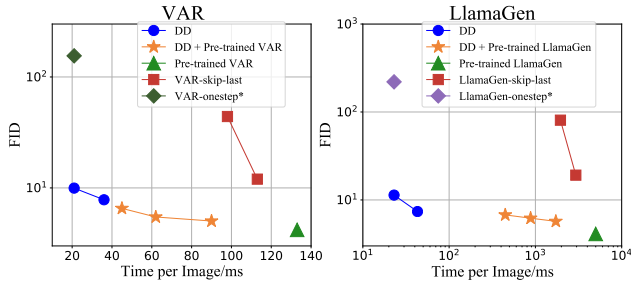 VAR
DD
DD + Pre-trained VAR
Pre-trained VAR
VAR-skip-last
VAR-onestep*
FID
10²
10¹
20 40 60 80 100 120 140
Time per Image/ms
LlamaGen
DD
DD + Pre-trained LlamaGen
Pre-trained LlamaGen
LlamaGen-skip-last
LlamaGen-onestep*
FID
10³
10²
10¹
10¹ 10² 10³ 10⁴
Time per Image/ms